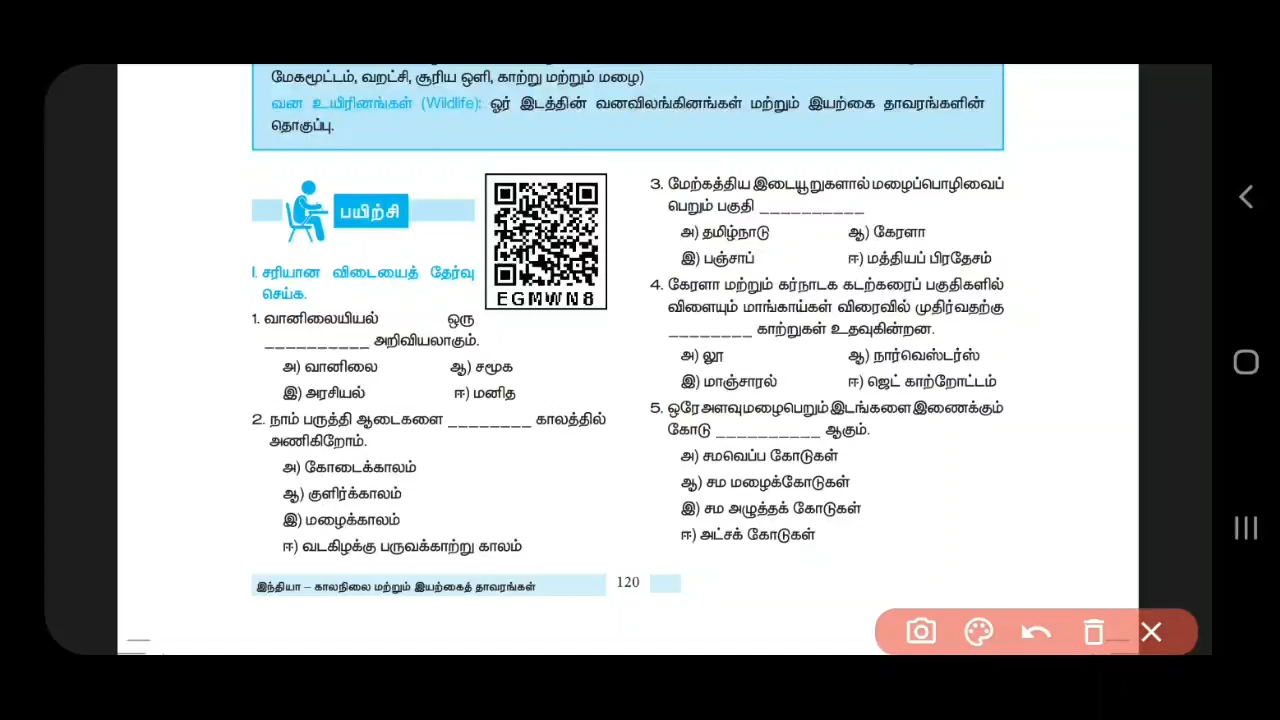 மேகமூட்டம், வறட்சி, சூரிய ஒளி, காற்று மற்றும் மழை)
வன உயிரினங்கள் (Wildlife): ஓர் இடத்தின் வனவிலங்கினங்கள் மற்றும் இயற்கை தாவரங்களின்
தொகுப்பு.
பயிற்சி
EGMWN8
I. சரியான விடையைத் தேர்வு
செய்க.
1. வானிலையியல் ஒரு
__________ அறிவியலாகும்.
அ) வானிலை ஆ) சமூக
இ) அரசியல் ஈ) மனித
2. நாம் பருத்தி ஆடைகளை ________ காலத்தில்
அணிகிறோம்.
அ) கோடைக்காலம்
ஆ) குளிர்க்காலம்
இ) மழைக்காலம்
ஈ) வடகிழக்கு பருவக்காற்று காலம்
3. மேற்கத்திய இடையூறுகளால் மழைப்பொழிவைப்
பெறும் பகுதி __________
அ) தமிழ்நாடு ஆ) கேரளா
இ) பஞ்சாப் ஈ) மத்தியப் பிரதேசம்
4. கேரளா மற்றும் கர்நாடக கடற்கரைப் பகுதிகளில்
விளையும் மாங்காய்கள் விரைவில் முதிர்வதற்கு
________ காற்றுகள் உதவுகின்றன.
அ) லூ ஆ) நார்வெஸ்டர்ஸ்
இ) மாஞ்சாரல் ஈ) ஜெட் காற்றோட்டம்
5. ஒரே அளவு மழைபெறும் இடங்களை இணைக்கும்
கோடு __________ ஆகும்.
அ) சமவெப்ப கோடுகள்
ஆ) சம மழைக்கோடுகள்
இ) சம அழுத்தக் கோடுகள்
ஈ) அட்சக் கோடுகள்
இந்தியா – காலநிலை மற்றும் இயற்கைத் தாவரங்கள் 120